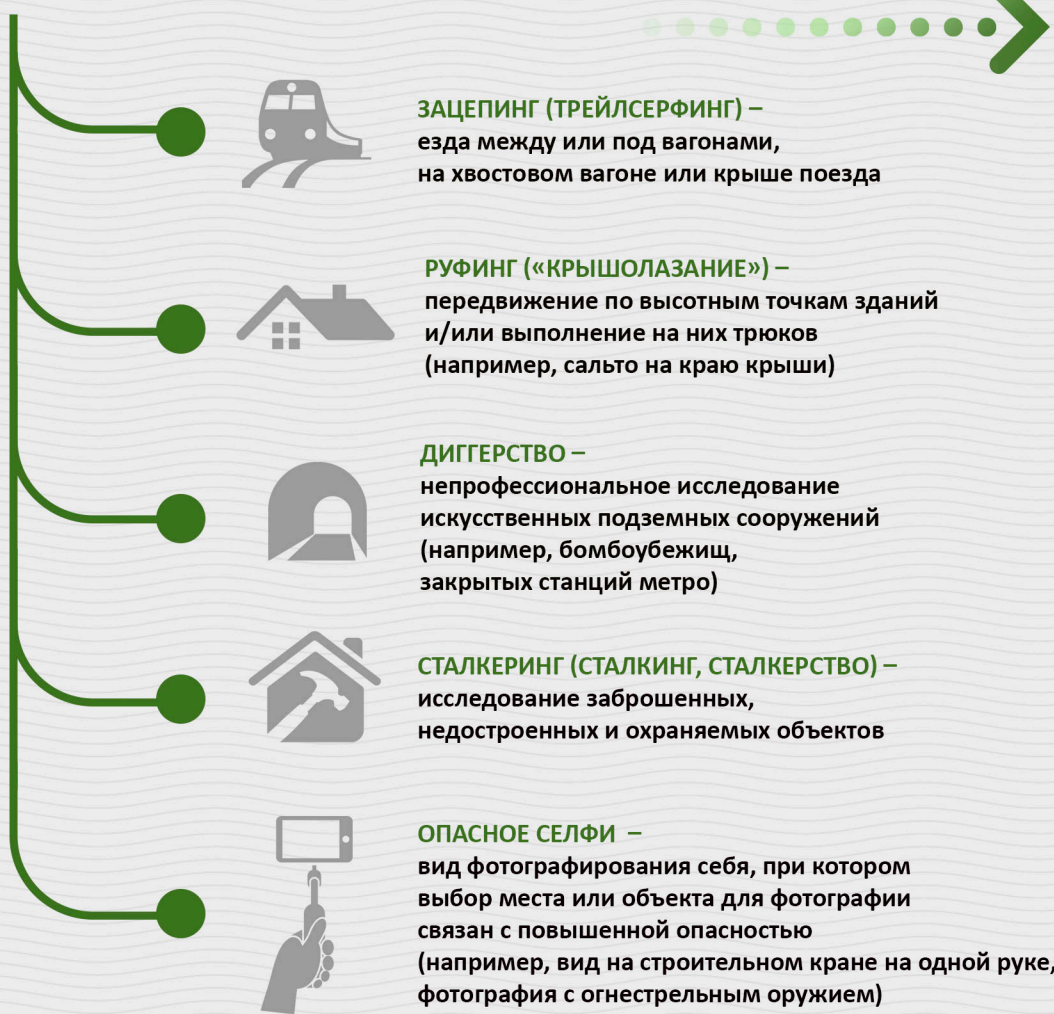 ЗАЦЕПИНГ (ТРЕЙЛСЕРФИНГ) –
езда между или под вагонами,
на хвостовом вагоне или крыше поезда
РУФИНГ («КРЫШОЛАЗАНИЕ») –
передвижение по высотным точкам зданий
и/или выполнение на них трюков
(например, сальто на краю крыши)
ДИГГЕРСТВО –
непрофессиональное исследование
искусственных подземных сооружений
(например, бомбоубежищ,
закрытых станций метро)
СТАЛКЕРИНГ (СТАЛКИНГ, СТАЛКЕРСТВО) –
исследование заброшенных,
недостроенных и охраняемых объектов
ОПАСНОЕ СЕЛФИ –
вид фотографирования себя, при котором
выбор места или объекта для фотографии
связан с повышенной опасностью
(например, вид на строительном кране на одной руке,
фотография с огнестрельным оружием)